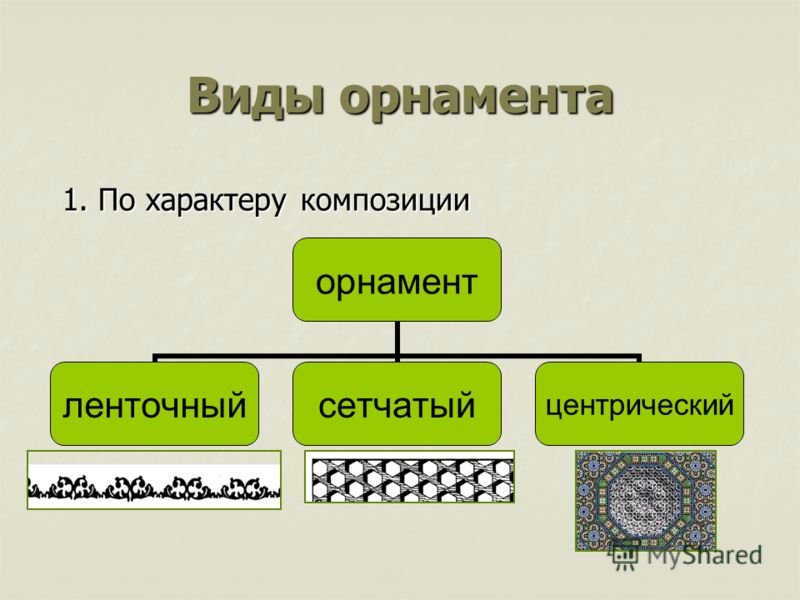 Виды орнамента
1. По характеру композиции
орнамент
ленточный
сетчатый
центрический
MyShared